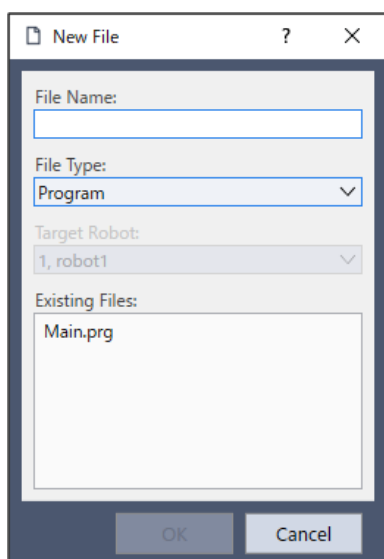 New File
?
File Name:
File Type:
Program
Target Robot:
1, robot1
Existing Files:
Main.prg
OK
Cancel